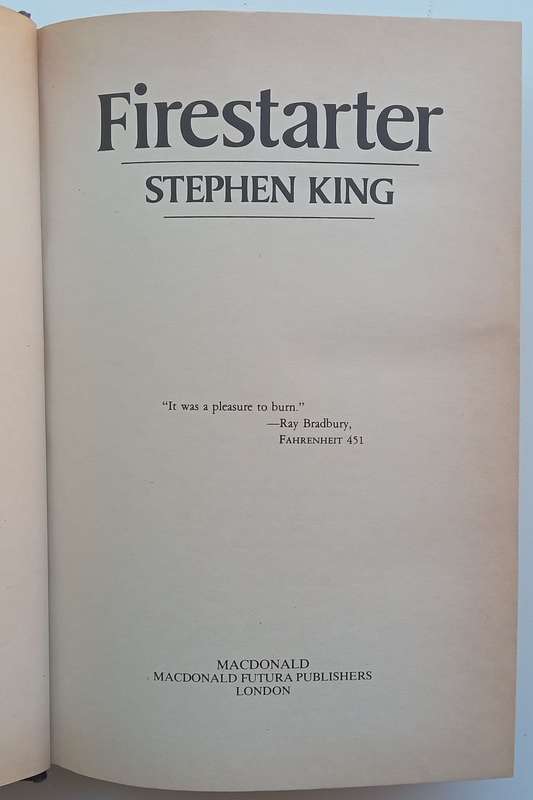 Firestarter
STEPHEN KING
“It was a pleasure to burn.”
—Ray Bradbury,
FAHRENHEIT 451
MACDONALD
MACDONALD FUTURA PUBLISHERS
LONDON